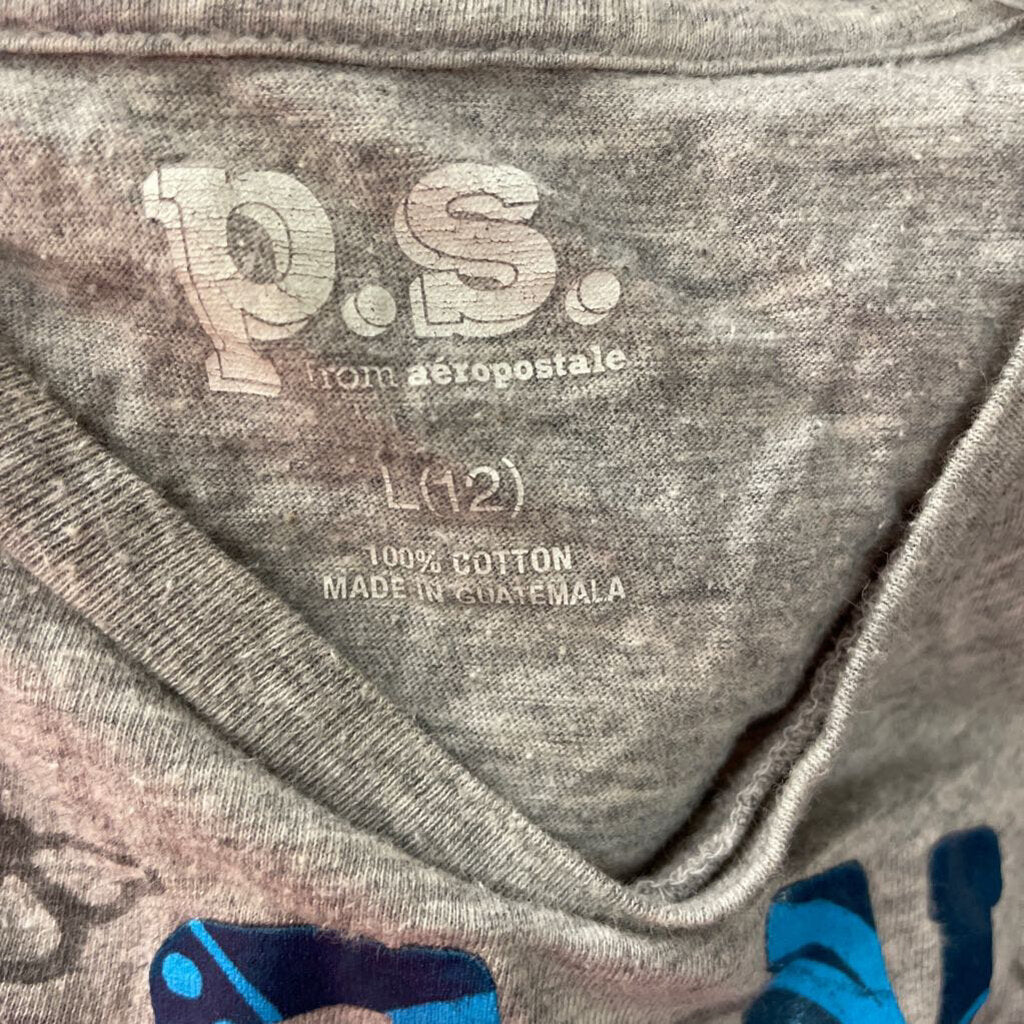 p.s.
from aéropostale
L(12)
100% COTTON
MADE IN GUATEMALA